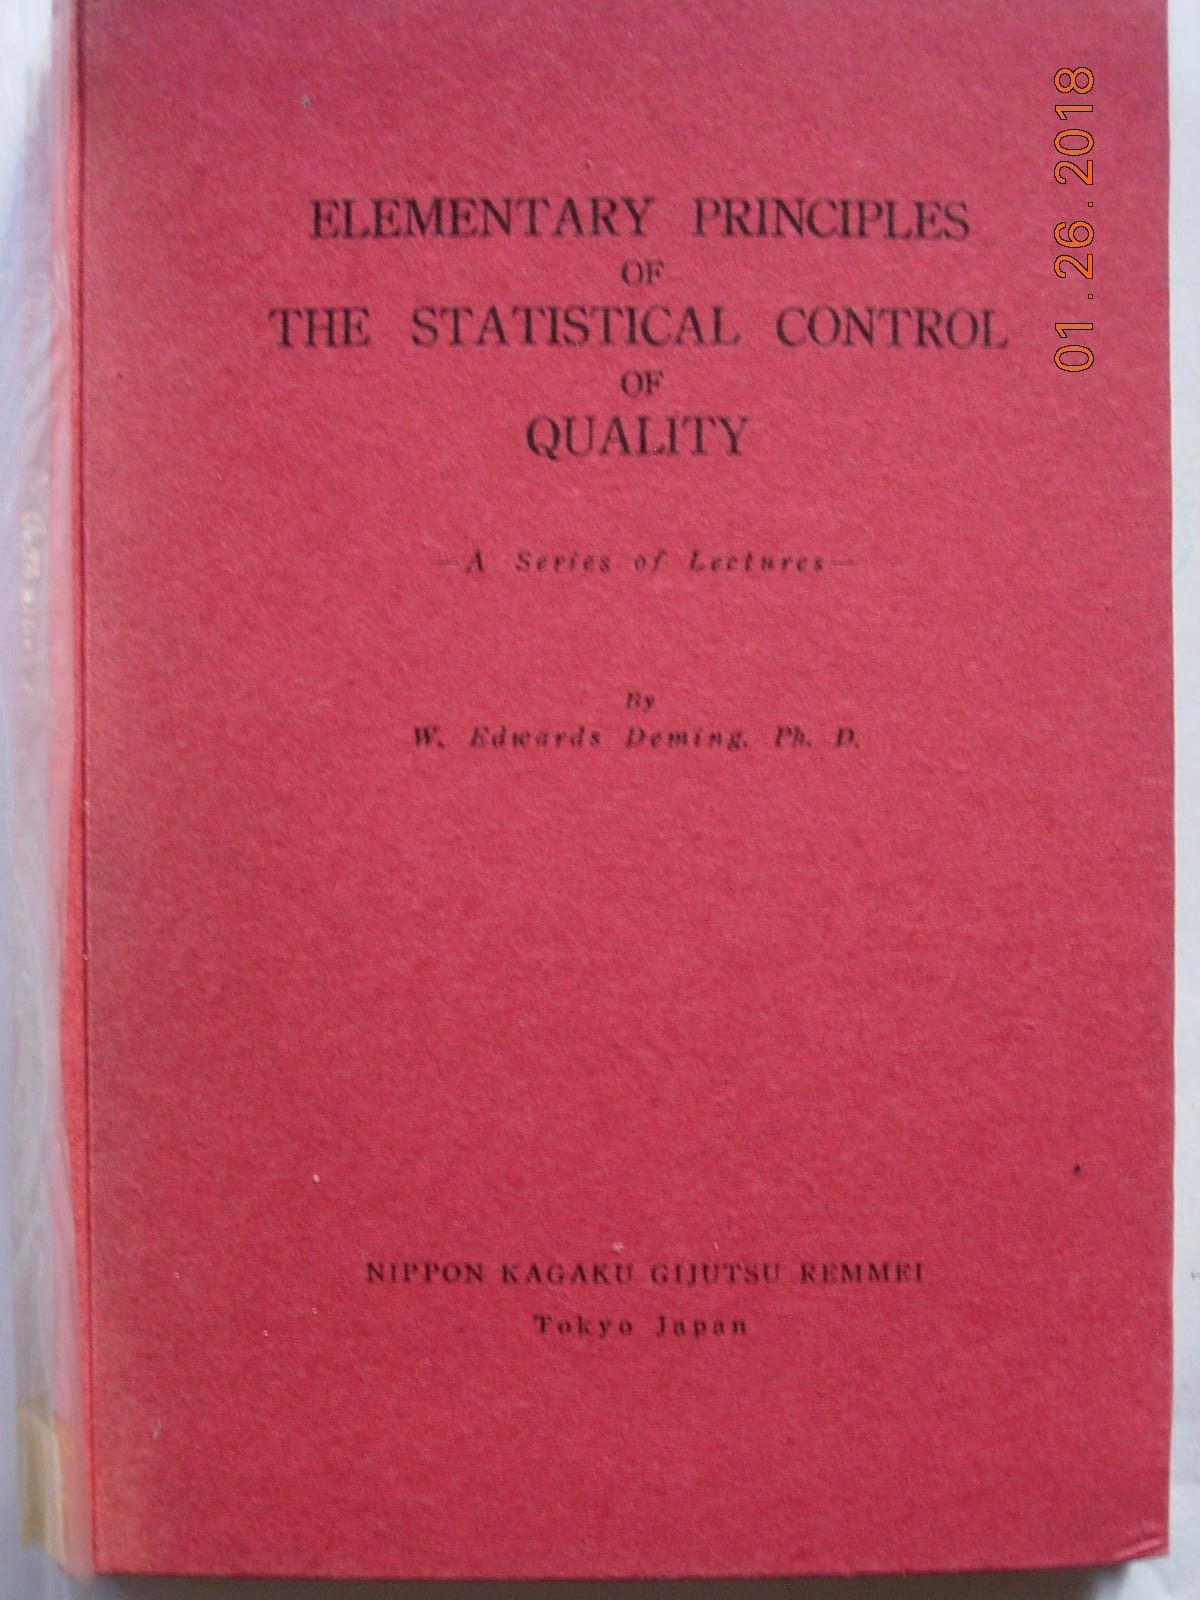 ELEMENTARY PRINCIPLES
OF
THE STATISTICAL CONTROL
OF
QUALITY
—A Series of Lectures—
By
W. Edwards Deming. Ph. D.
NIPPON KAGAKU GIJUTSU REMMEI
Tokyo Japan
01.26.2018